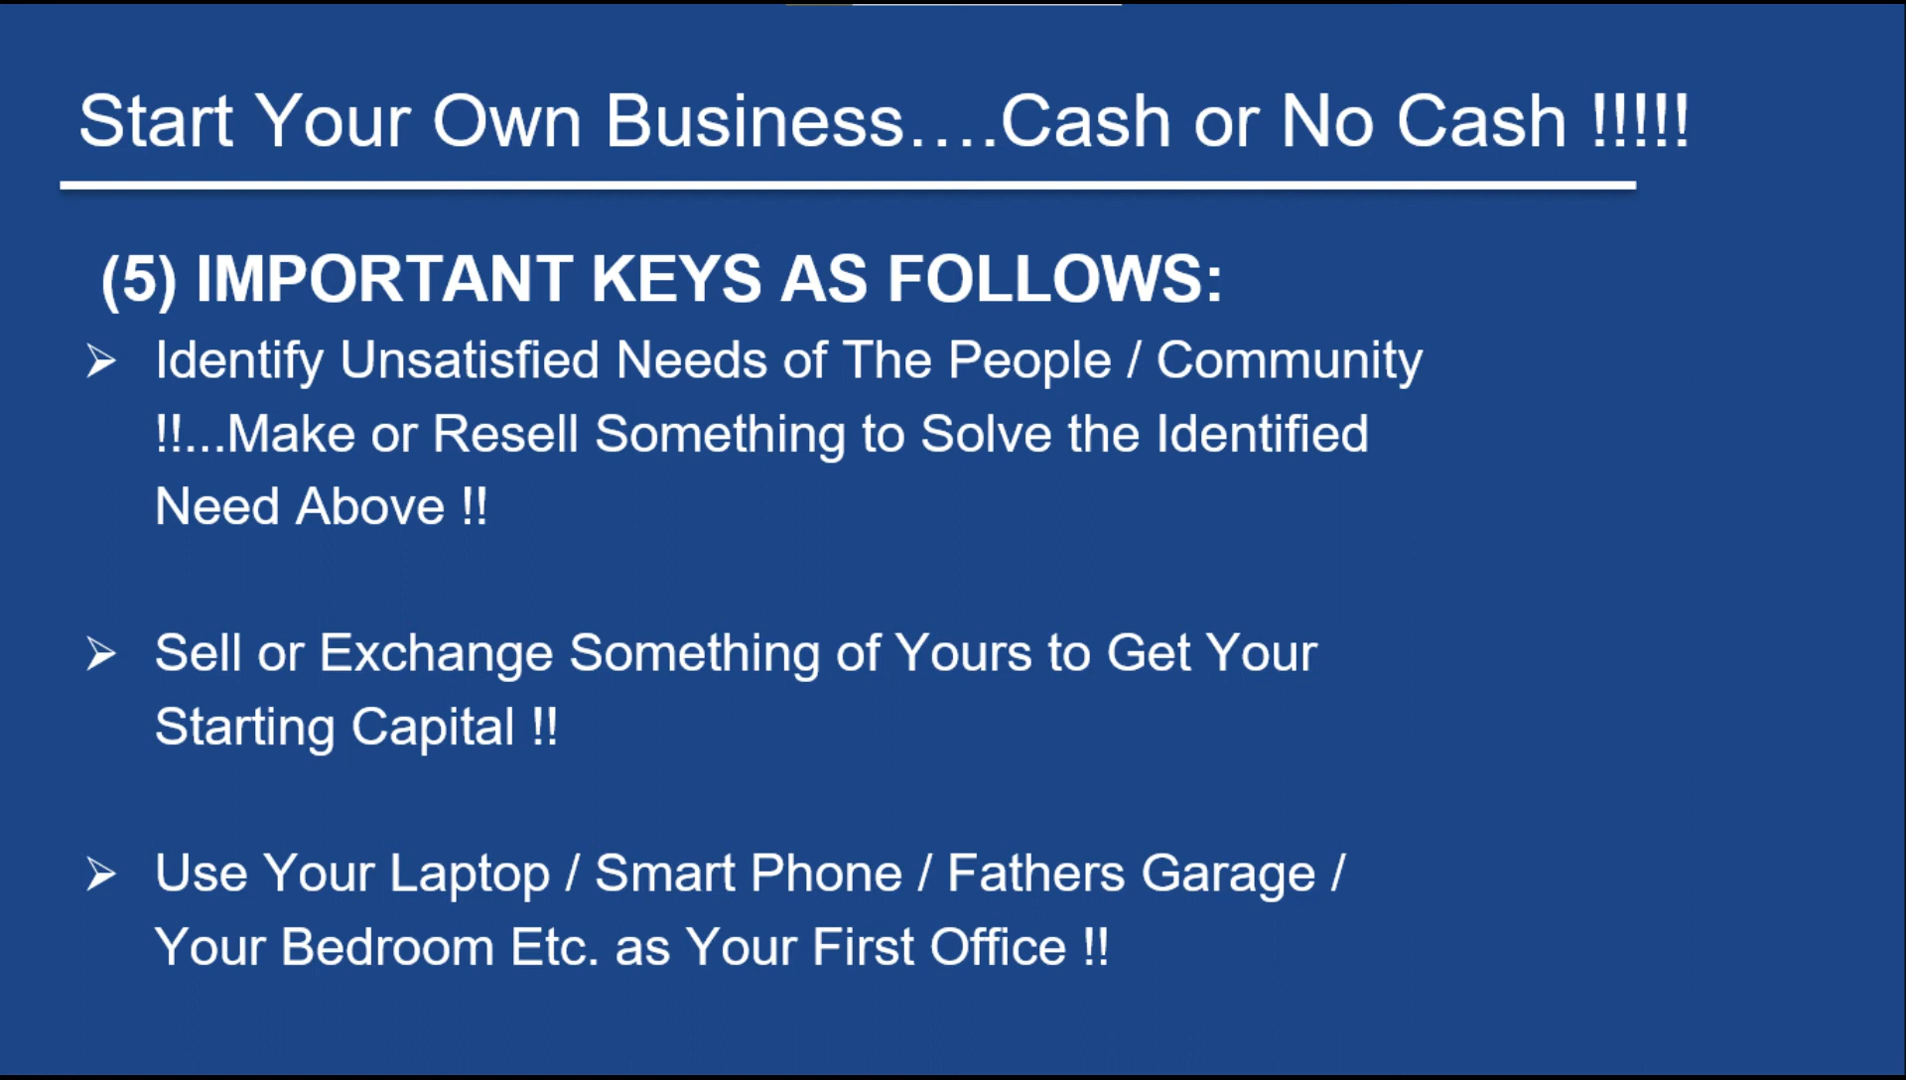 Start Your Own Business....Cash or No Cash !!!!!
(5) IMPORTANT KEYS AS FOLLOWS:
➢ Identify Unsatisfied Needs of The People / Community
!!...Make or Resell Something to Solve the Identified
Need Above !!
➢ Sell or Exchange Something of Yours to Get Your
Starting Capital !!
➢ Use Your Laptop / Smart Phone / Fathers Garage /
Your Bedroom Etc. as Your First Office !!